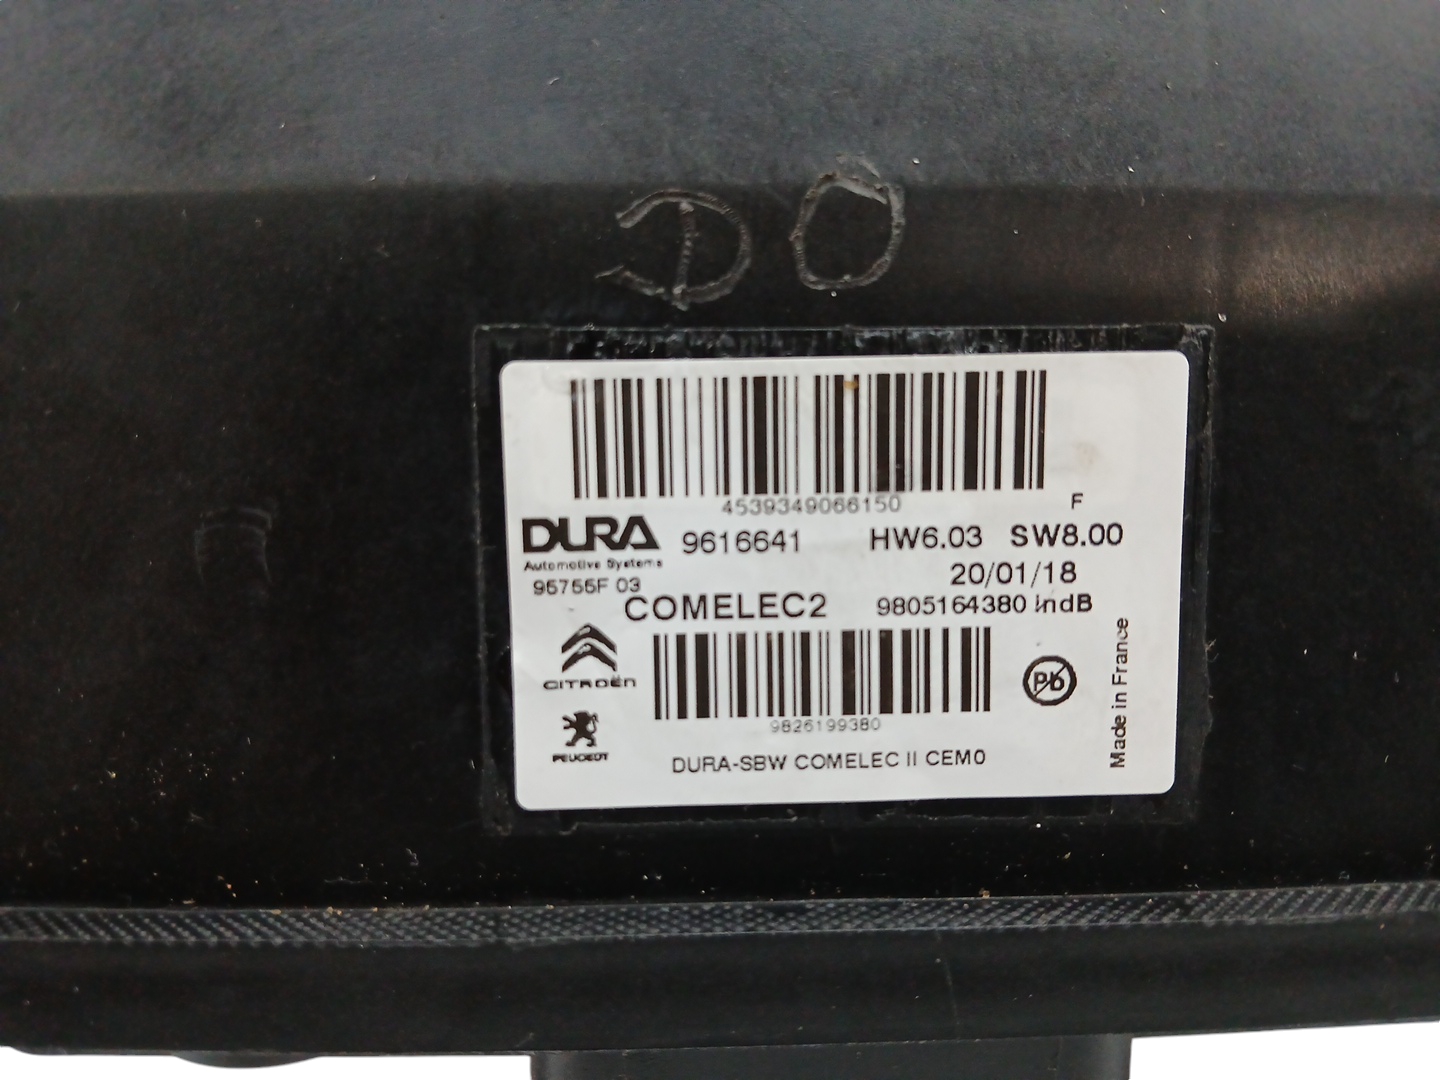 DO
4539349066150
F
DURA
Automotive Systems
9616641
HW6.03 SW8.00
20/01/18
95755F 03
COMELEC2
9805164380 IndB
CITROËN
Pb
9826199380
PEUGEOT
DURA-SBW COMELEC II CEM0
Made in France